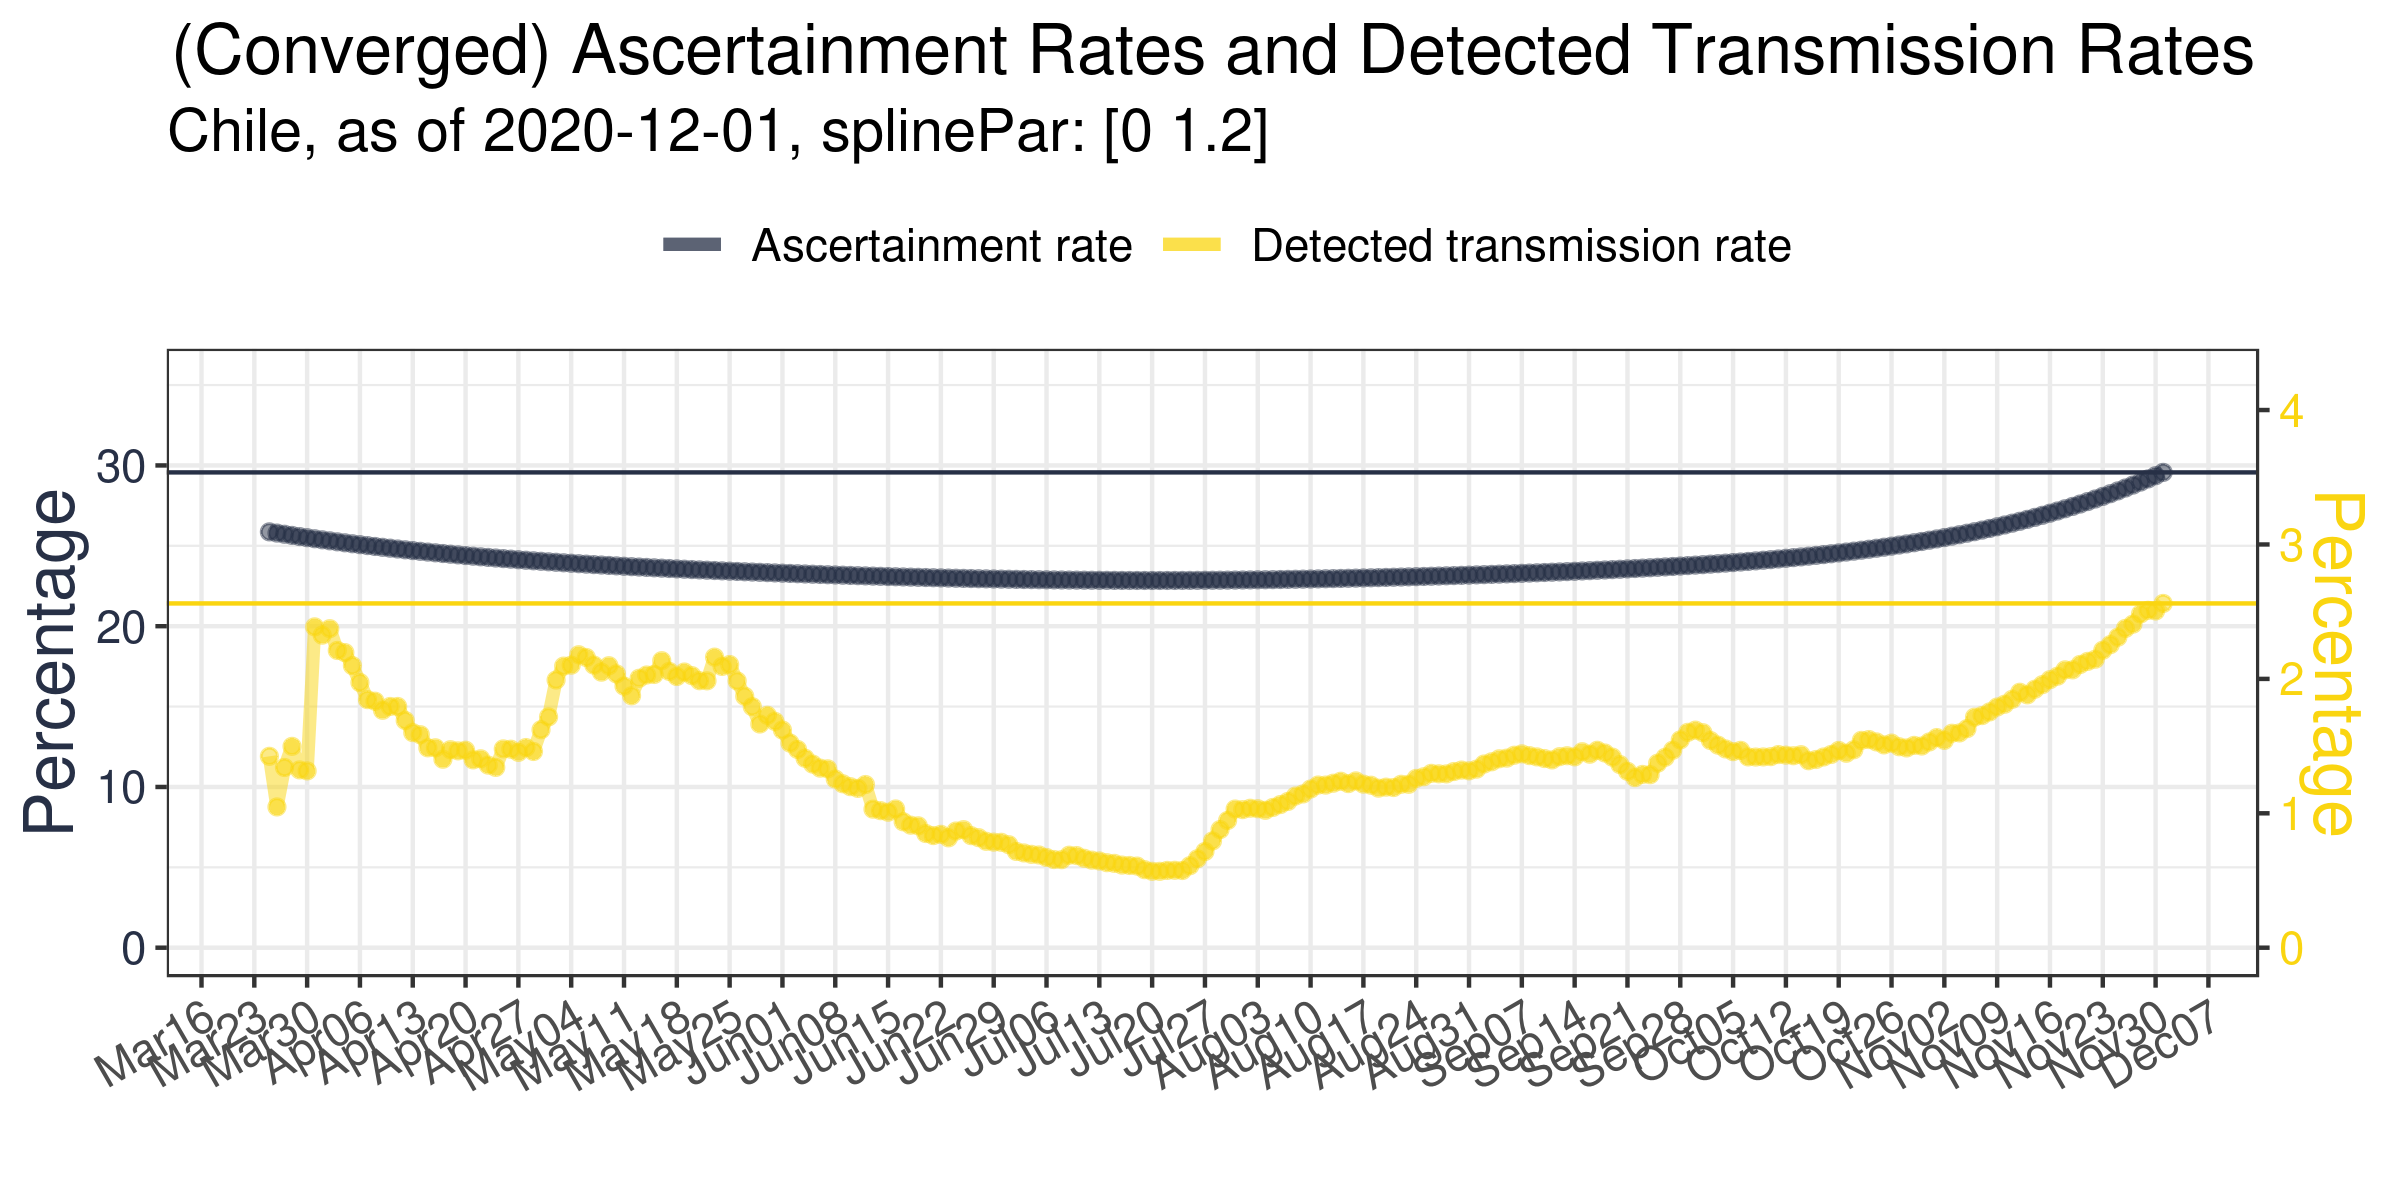 (Converged) Ascertainment Rates and Detected Transmission Rates
Chile, as of 2020-12-01, splinePar: [0 1.2]
Ascertainment rate Detected transmission rate
Percentage
30
20
10
0
4
3
2
1
0
Percentage
Mar16 Mar23 Mar30 Apr06 Apr13 Apr20 Apr27 May04 May11 May18 May25 Jun01 Jun08 Jun15 Jun22 Jun29 Jul06 Jul13 Jul20 Jul27 Aug03 Aug10 Aug17 Aug24 Aug31 Sep07 Sep14 Sep21 Sep28 Oct05 Oct12 Oct19 Oct26 Nov02 Nov09 Nov16 Nov23 Nov30 Dec07